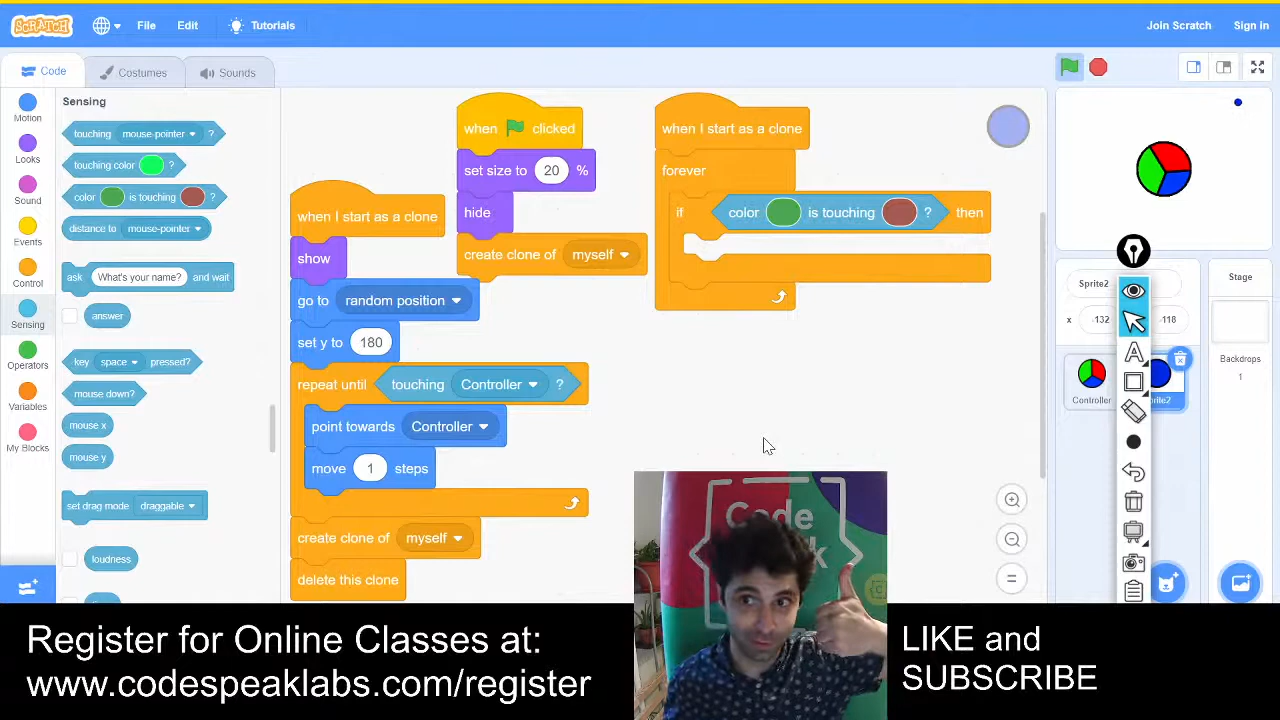 SCRATCH
File
Edit
Tutorials
Join Scratch
Sign in
Code
Costumes
Sounds
Motion
Looks
Sound
Events
Control
Sensing
Operators
Variables
My Blocks
Sensing
touching mouse-pointer ?
touching color ?
color is touching ?
distance to mouse-pointer
ask What's your name? and wait
answer
key space pressed?
mouse down?
mouse x
mouse y
set drag mode draggable
loudness
when clicked
set size to 20 %
hide
create clone of myself
when I start as a clone
show
go to random position
set y to 180
repeat until touching Controller ?
point towards Controller
move 1 steps
create clone of myself
delete this clone
when I start as a clone
forever
if color is touching ? then
Sprite2
x -132
-118
Controller
Stage
Backdrops
1
Code
Register for Online Classes at:
www.codespeaklabs.com/register
LIKE and
SUBSCRIBE